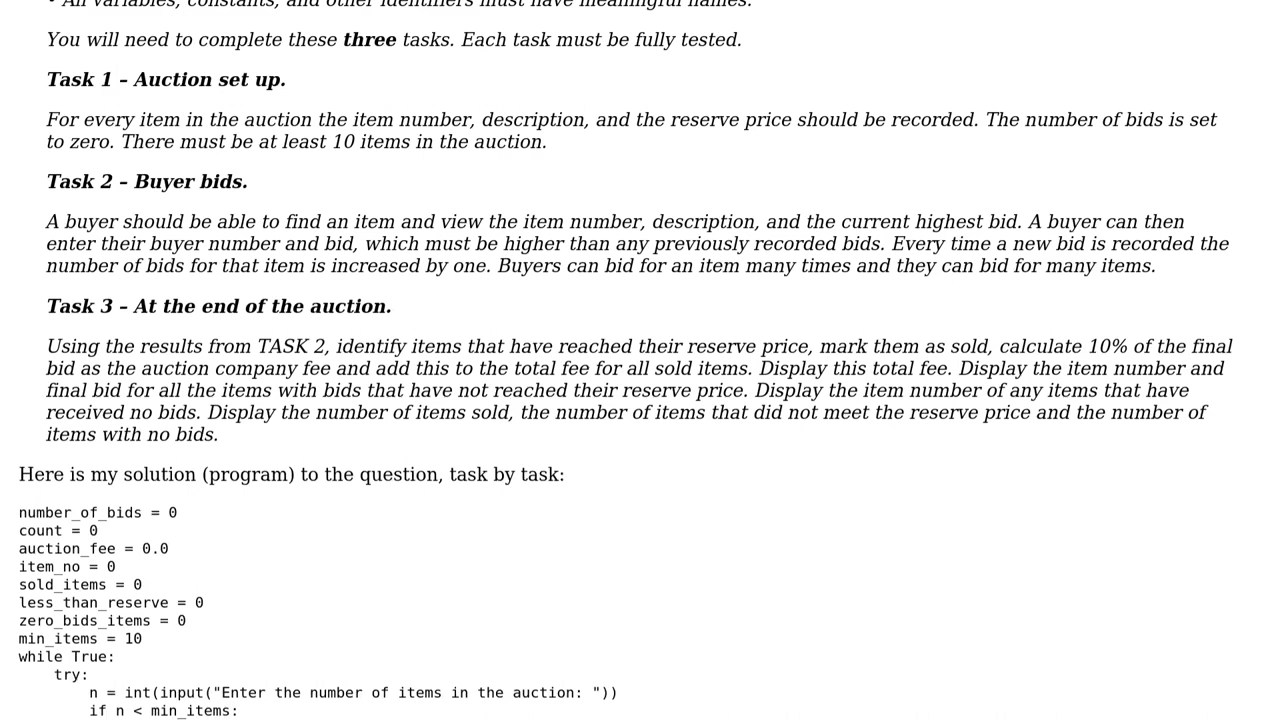 • All variables, constants, and other identifiers must have meaningful names.
You will need to complete these three tasks. Each task must be fully tested.
Task 1 – Auction set up.
For every item in the auction the item number, description, and the reserve price should be recorded. The number of bids is set
to zero. There must be at least 10 items in the auction.
Task 2 – Buyer bids.
A buyer should be able to find an item and view the item number, description, and the current highest bid. A buyer can then
enter their buyer number and bid, which must be higher than any previously recorded bids. Every time a new bid is recorded the
number of bids for that item is increased by one. Buyers can bid for an item many times and they can bid for many items.
Task 3 – At the end of the auction.
Using the results from TASK 2, identify items that have reached their reserve price, mark them as sold, calculate 10% of the final
bid as the auction company fee and add this to the total fee for all sold items. Display this total fee. Display the item number and
final bid for all the items with bids that have not reached their reserve price. Display the item number of any items that have
received no bids. Display the number of items sold, the number of items that did not meet the reserve price and the number of
items with no bids.
Here is my solution (program) to the question, task by task:
number_of_bids = 0
count = 0
auction_fee = 0.0
item_no = 0
sold_items = 0
less_than_reserve = 0
zero_bids_items = 0
min_items = 10
while True:
    try:
        n = int(input("Enter the number of items in the auction: "))
        if n < min_items: